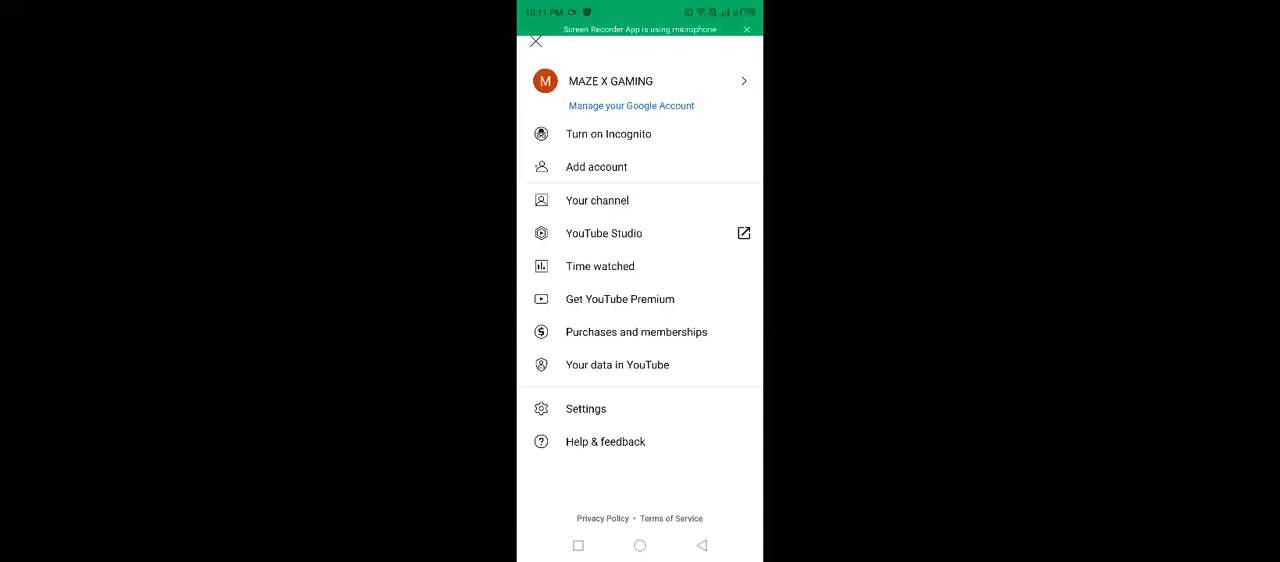 10:11 PM
Screen Recorder App is using microphone
M MAZE X GAMING
Manage your Google Account
Turn on Incognito
Add account
Your channel
YouTube Studio
Time watched
Get YouTube Premium
Purchases and memberships
Your data in YouTube
Settings
Help & feedback
Privacy Policy • Terms of Service